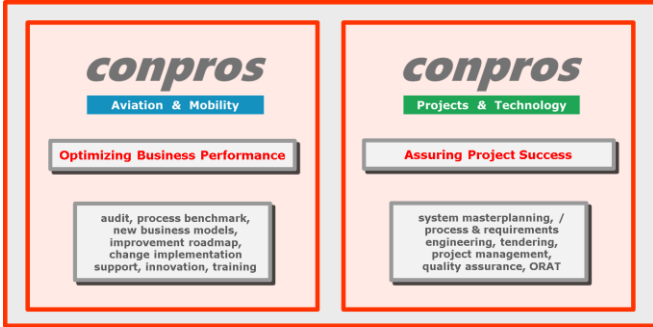 conpros
Aviation & Mobility
Optimizing Business Performance
audit, process benchmark,
new business models,
improvement roadmap,
change implementation
support, innovation, training
conpros
Projects & Technology
Assuring Project Success
system masterplanning, /
process & requirements
engineering, tendering,
project management,
quality assurance, ORAT